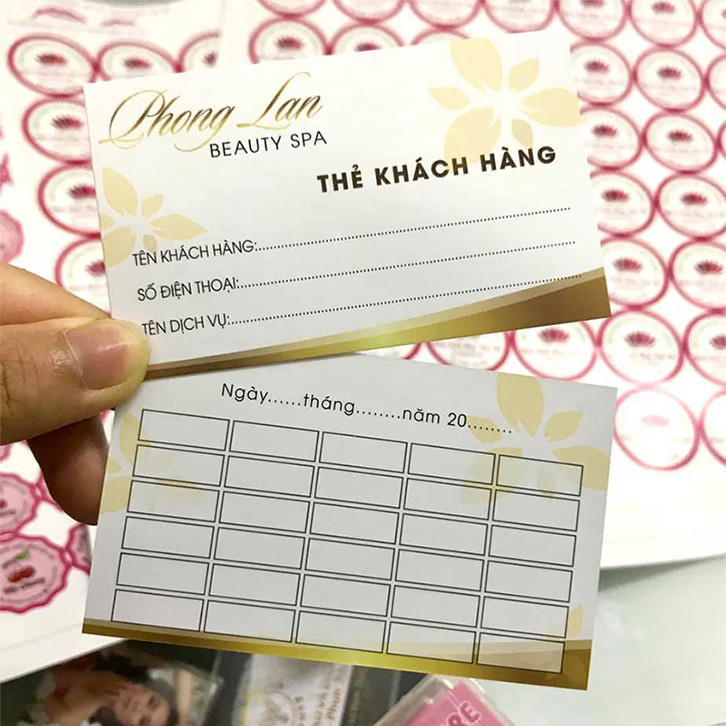 Phong Lan
BEAUTY SPA
THẺ KHÁCH HÀNG
TÊN KHÁCH HÀNG:
SỐ ĐIỆN THOẠI:
TÊN DỊCH VỤ:
Ngày......tháng........năm 20........